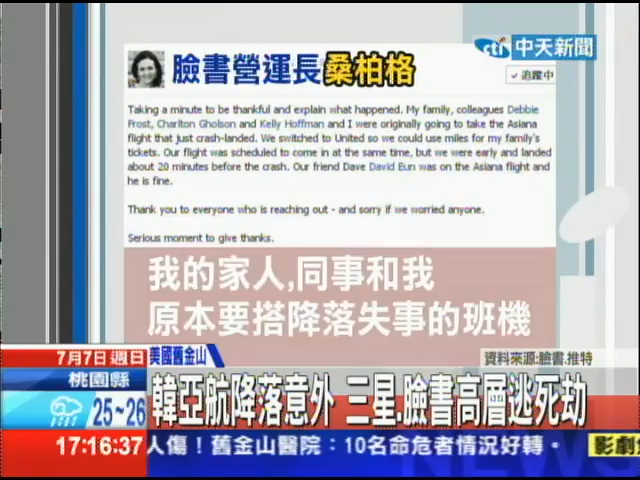 臉書營運長桑柏格
cti 中天新聞
追蹤中
Taking a minute to be thankful and explain what happened. My family, colleagues Debbie
Frost, Charlton Gholson and Kelly Hoffman and I were originally going to take the Asiana
flight that just crash-landed. We switched to United so we could use miles for my family's
tickets. Our flight was scheduled to come in at the same time, but we were early and landed
about 20 minutes before the crash. Our friend Dave David Eun was on the Asiana flight and
he is fine.
Thank you to everyone who is reaching out - and sorry if we worried anyone.
Serious moment to give thanks.
我的家人,同事和我
原本要搭降落失事的班機
7月7日 週日
美國舊金山
資料來源:臉書.推特
桃園縣
25~26
韓亞航降落意外 三星.臉書高層逃死劫
17:16:37
人傷！舊金山醫院：10名命危者情況好轉。
影劇
NEWS